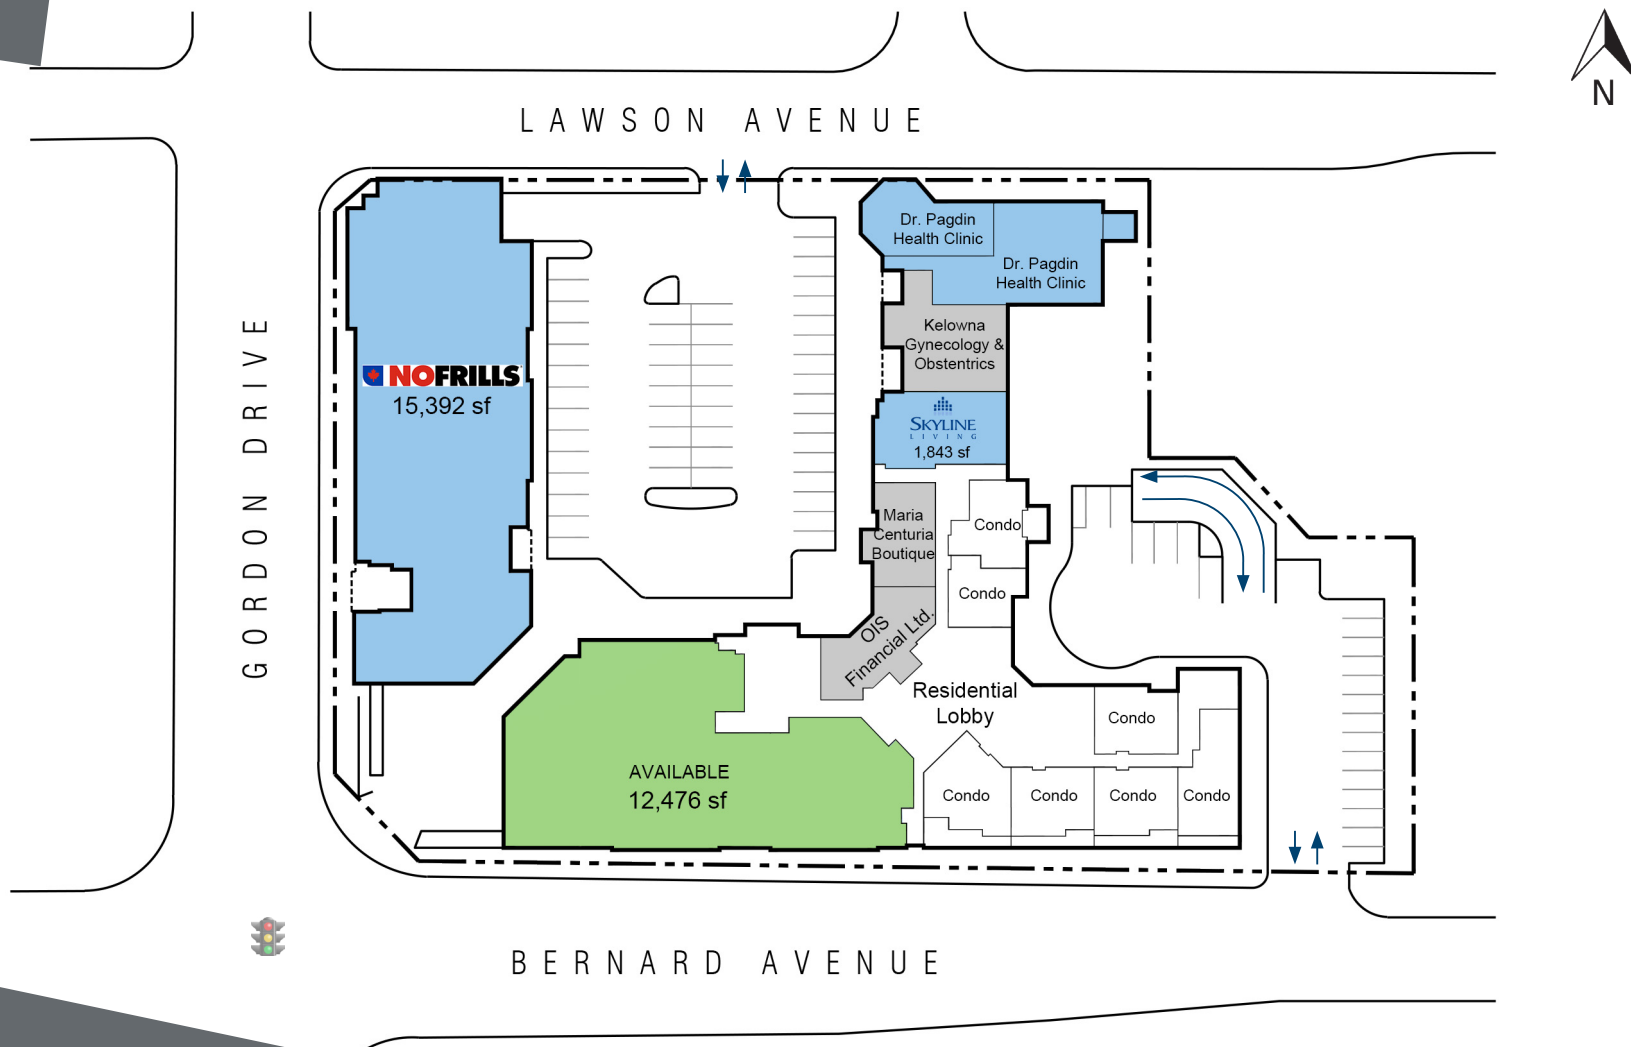 N
LAWSON AVENUE
GORDON DRIVE
NOFRILLS
15,392 sf
Dr. Pagdin
Health Clinic
Dr. Pagdin
Health Clinic
Kelowna
Gynecology &
Obstentrics
SKYLINE
LIVING
1,843 sf
Maria
Centuria
Boutique
Condo
Condo
OIS
Financial Ltd.
Residential
Lobby
Condo
AVAILABLE
12,476 sf
Condo
Condo
Condo
Condo
BERNARD AVENUE